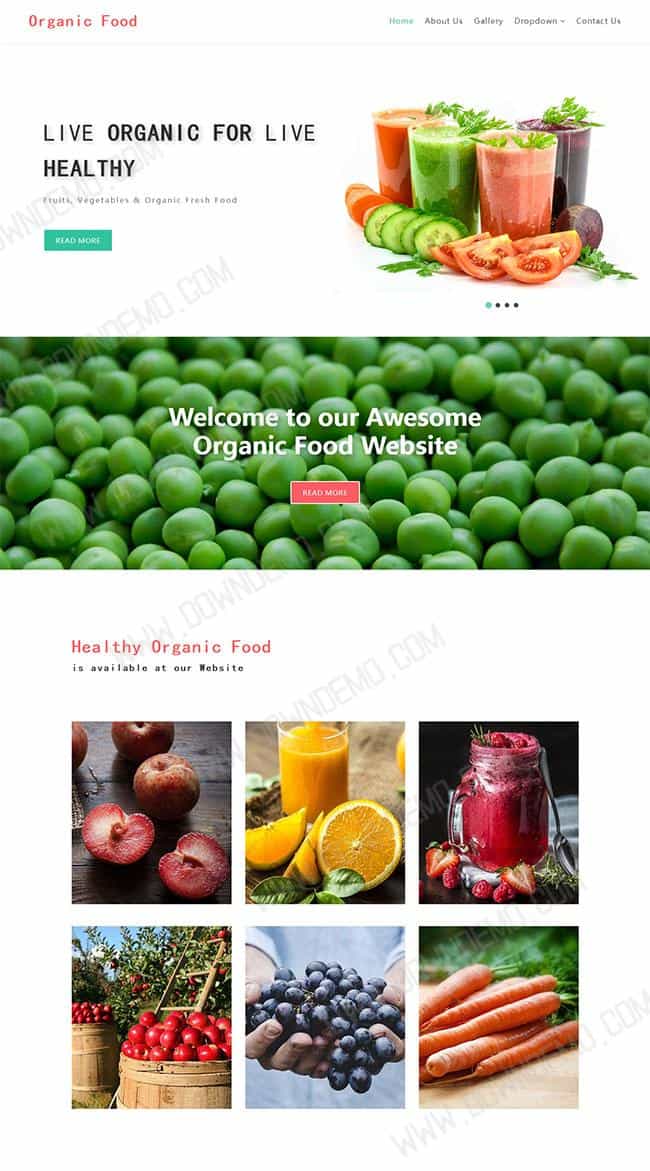 Organic Food
Home About Us Gallery Dropdown Contact Us
LIVE ORGANIC FOR LIVE
HEALTHY
Fruits, Vegetables & Organic Fresh Food
READ MORE
Welcome to our Awesome
Organic Food Website
READ MORE
Healthy Organic Food
is available at our Website
WWW.DOWNDEMO.COM